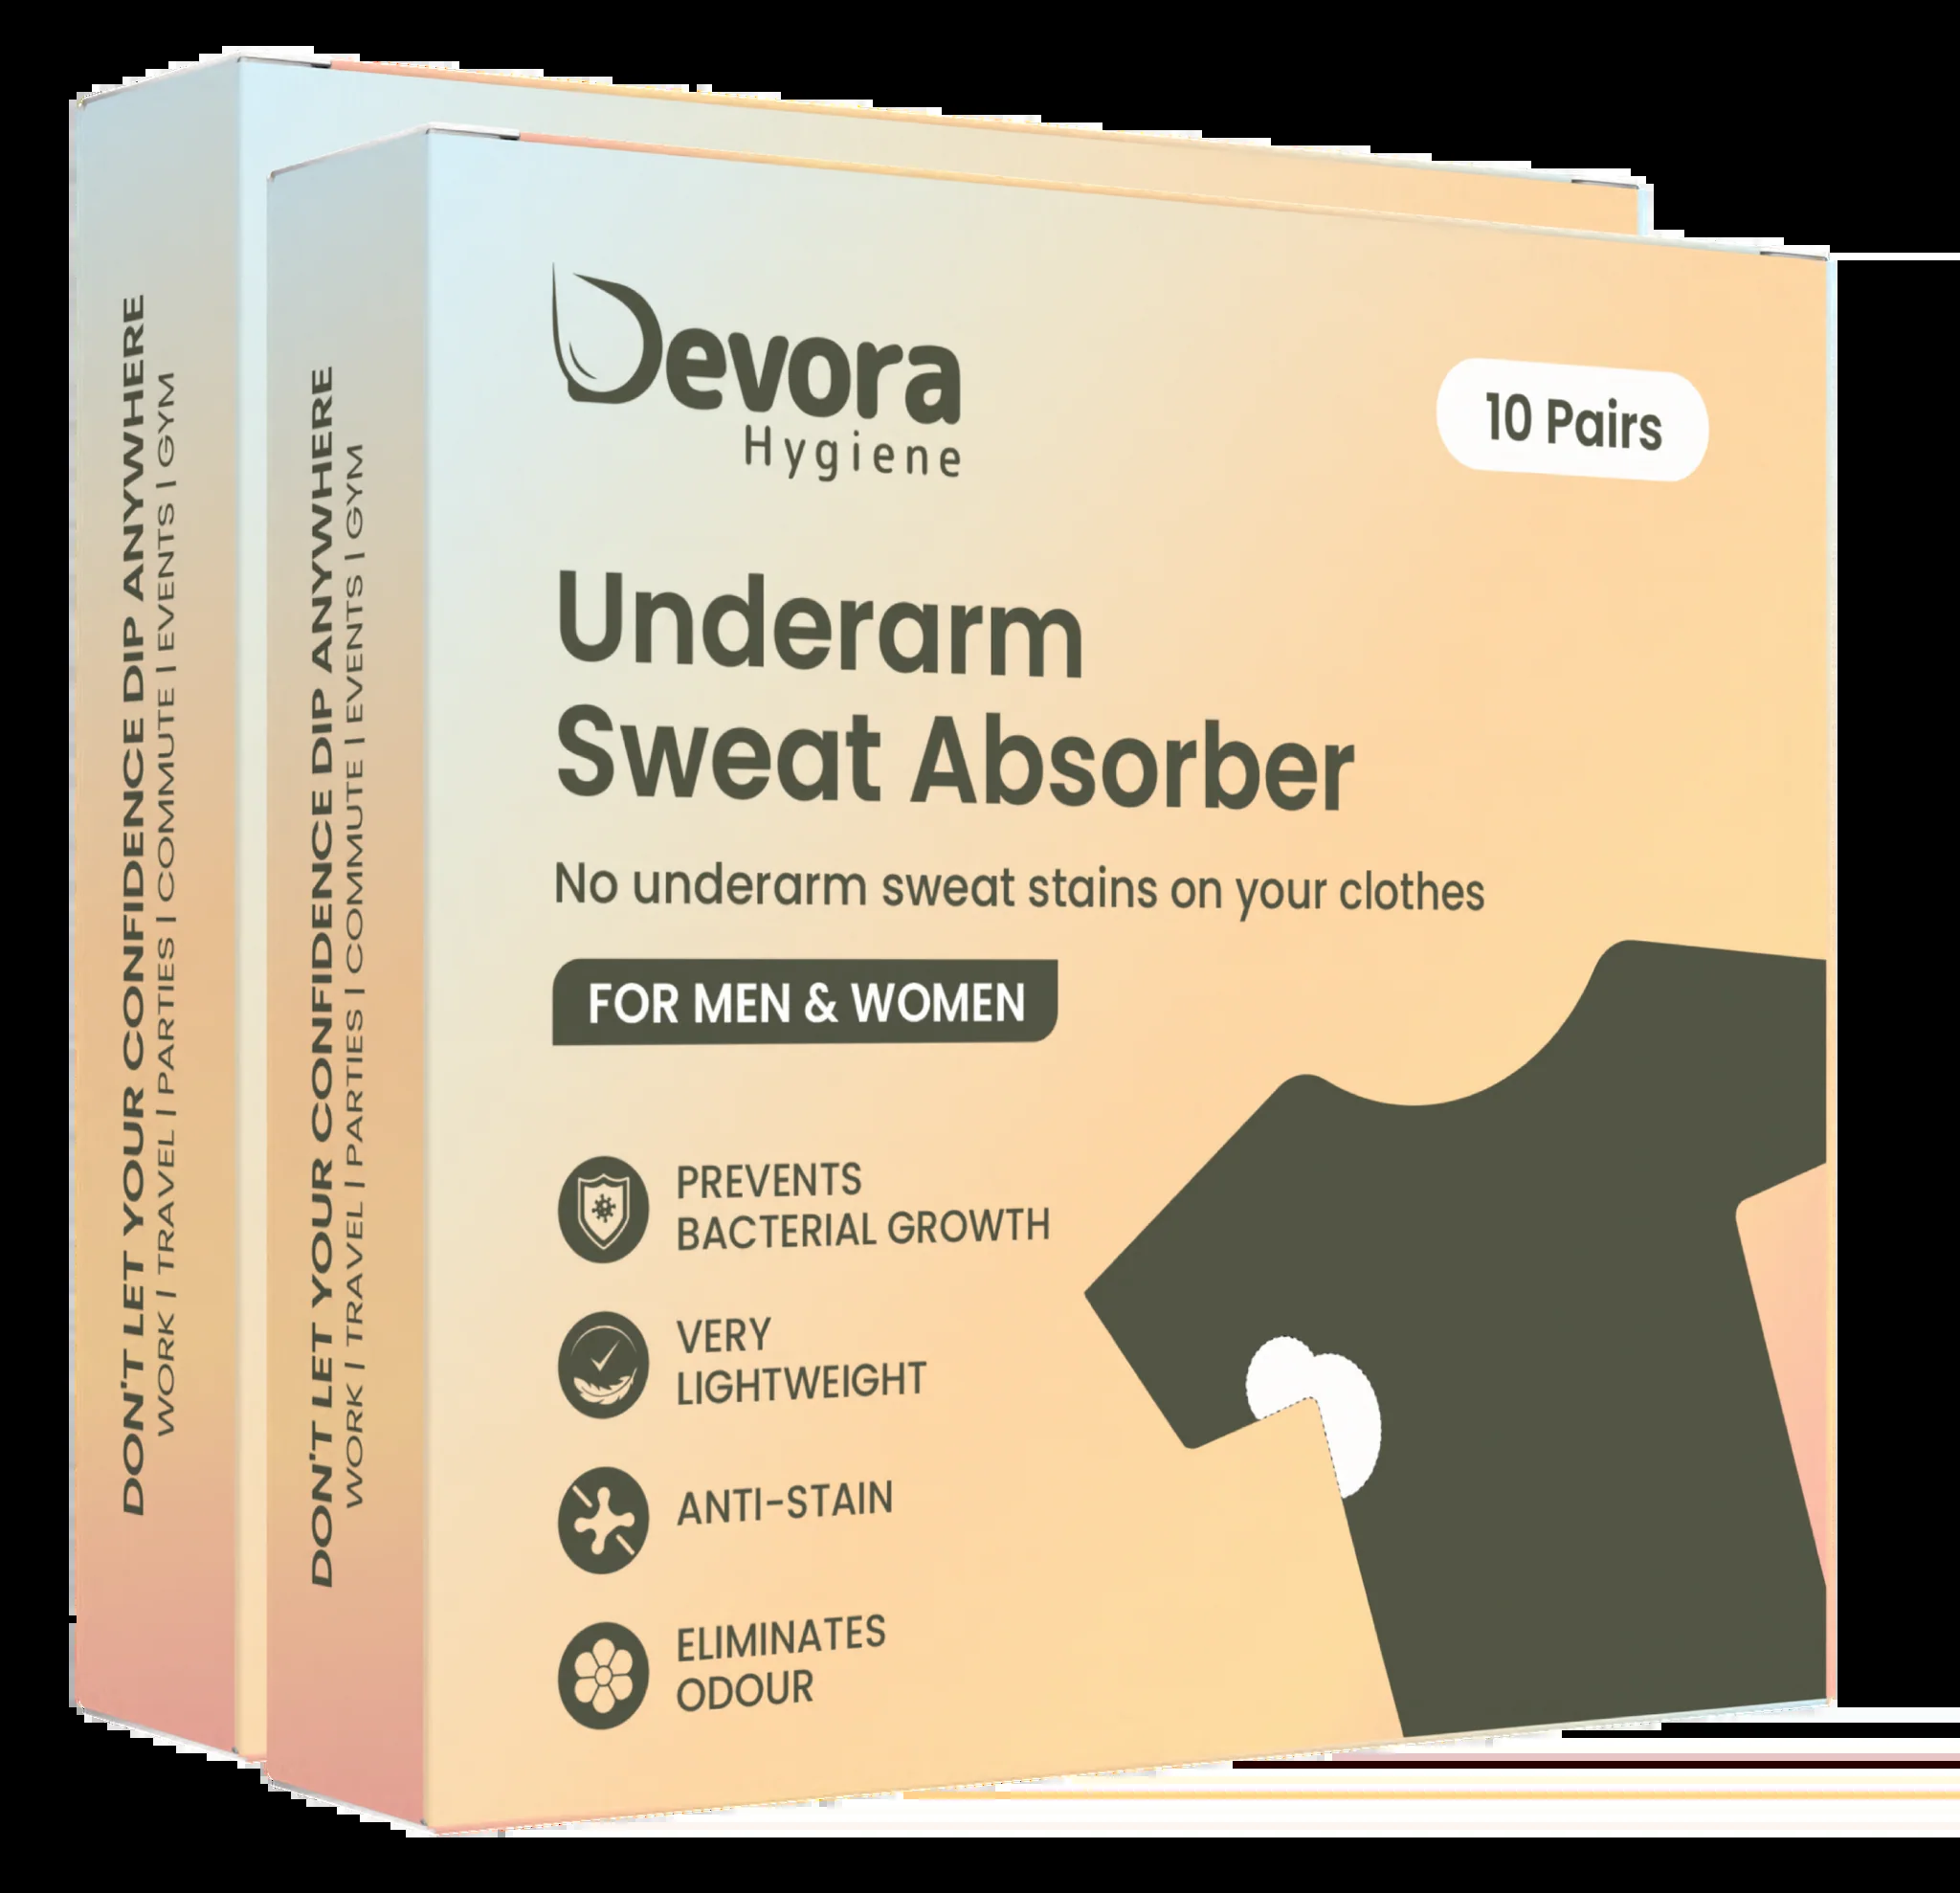 DON'T LET YOUR CONFIDENCE DIP ANYWHERE
WORK | TRAVEL | PARTIES | COMMUTE | EVENTS | GYM
DON'T LET YOUR CONFIDENCE DIP ANYWHERE
WORK | TRAVEL | PARTIES | COMMUTE | EVENTS | GYM
Devora
Hygiene
10 Pairs
Underarm
Sweat Absorber
No underarm sweat stains on your clothes
FOR MEN & WOMEN
PREVENTS
BACTERIAL GROWTH
VERY
LIGHTWEIGHT
ANTI-STAIN
ELIMINATES
ODOUR